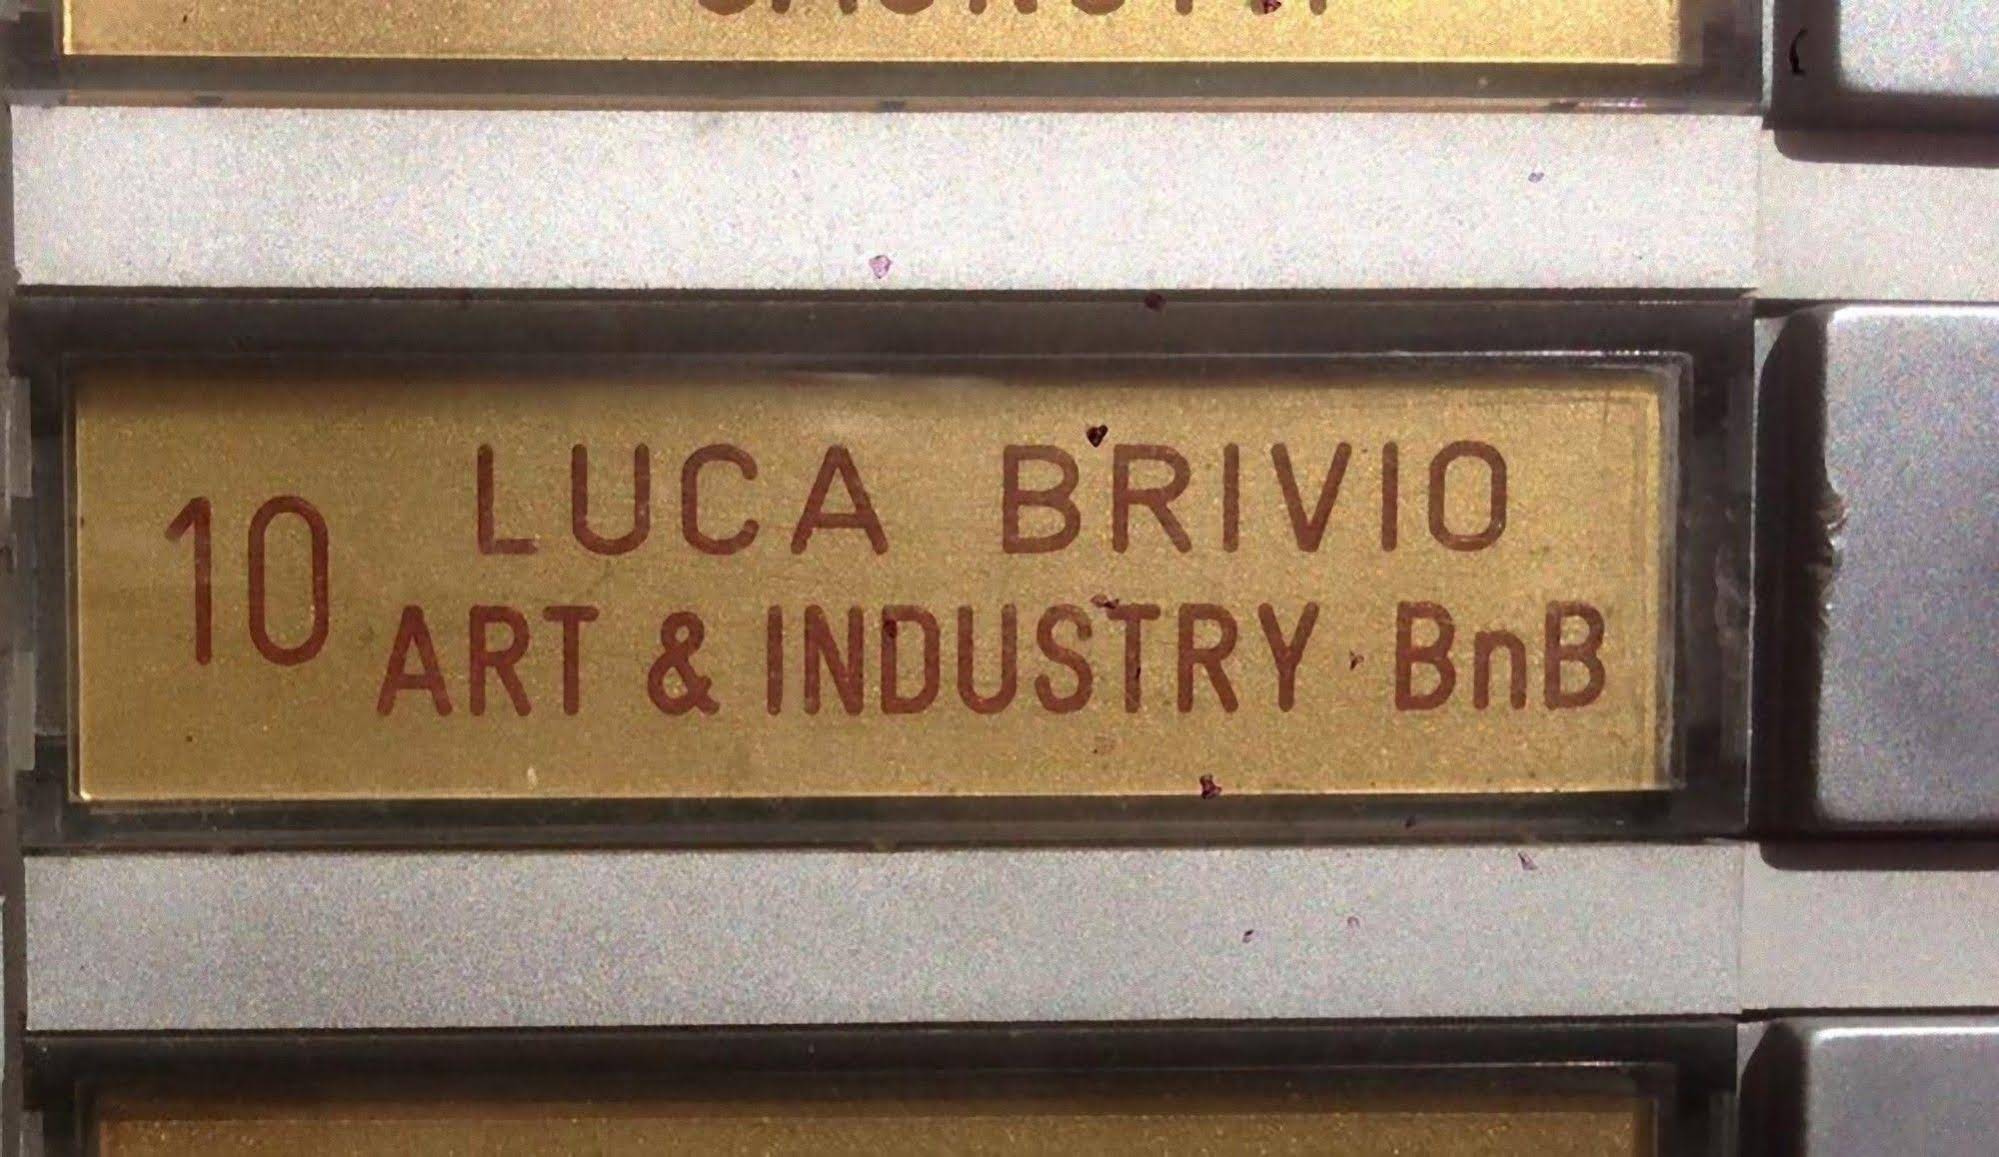 10 LUCA BRIVIO
ART & INDUSTRY · BnB